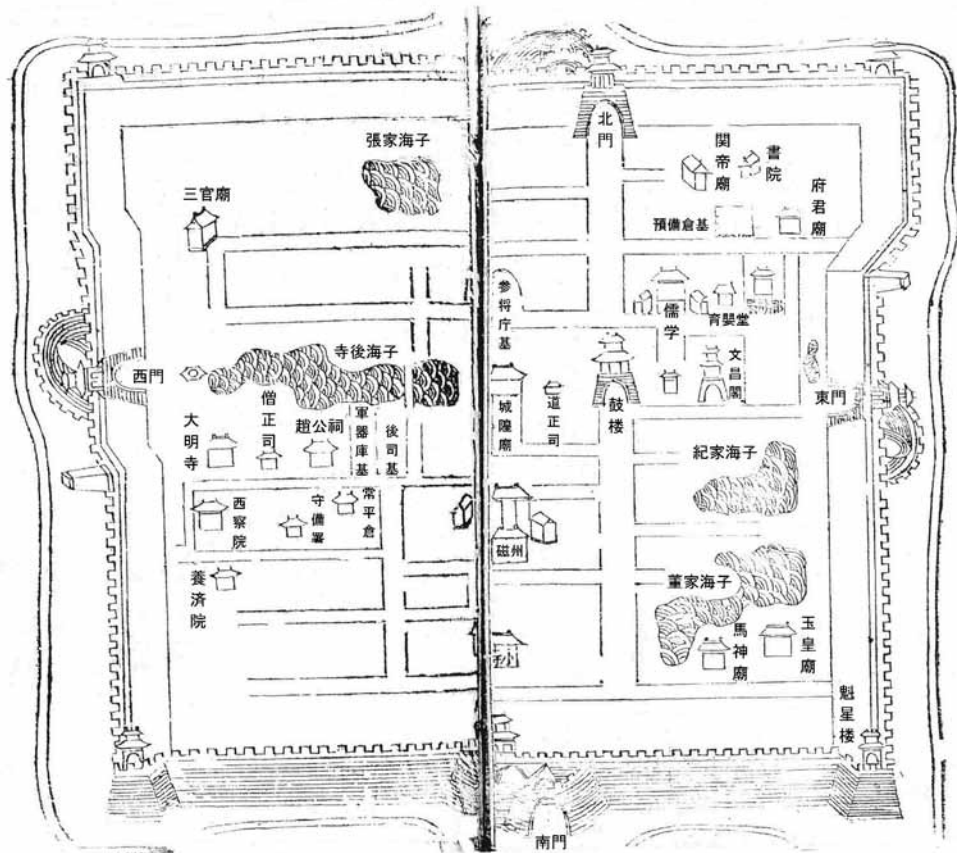 北門
張家海子
関帝廟
書院
三官廟
府君廟
預備倉基
参将庁基
儒学
育嬰堂
西門
寺後海子
文昌閣
東門
大明寺
僧正司
趙公祠
軍器庫基
後司基
城隍廟
道正司
鼓楼
紀家海子
西察院
守備署
常平倉
磁州
養済院
董家海子
馬神廟
玉皇廟
魁星楼
南門